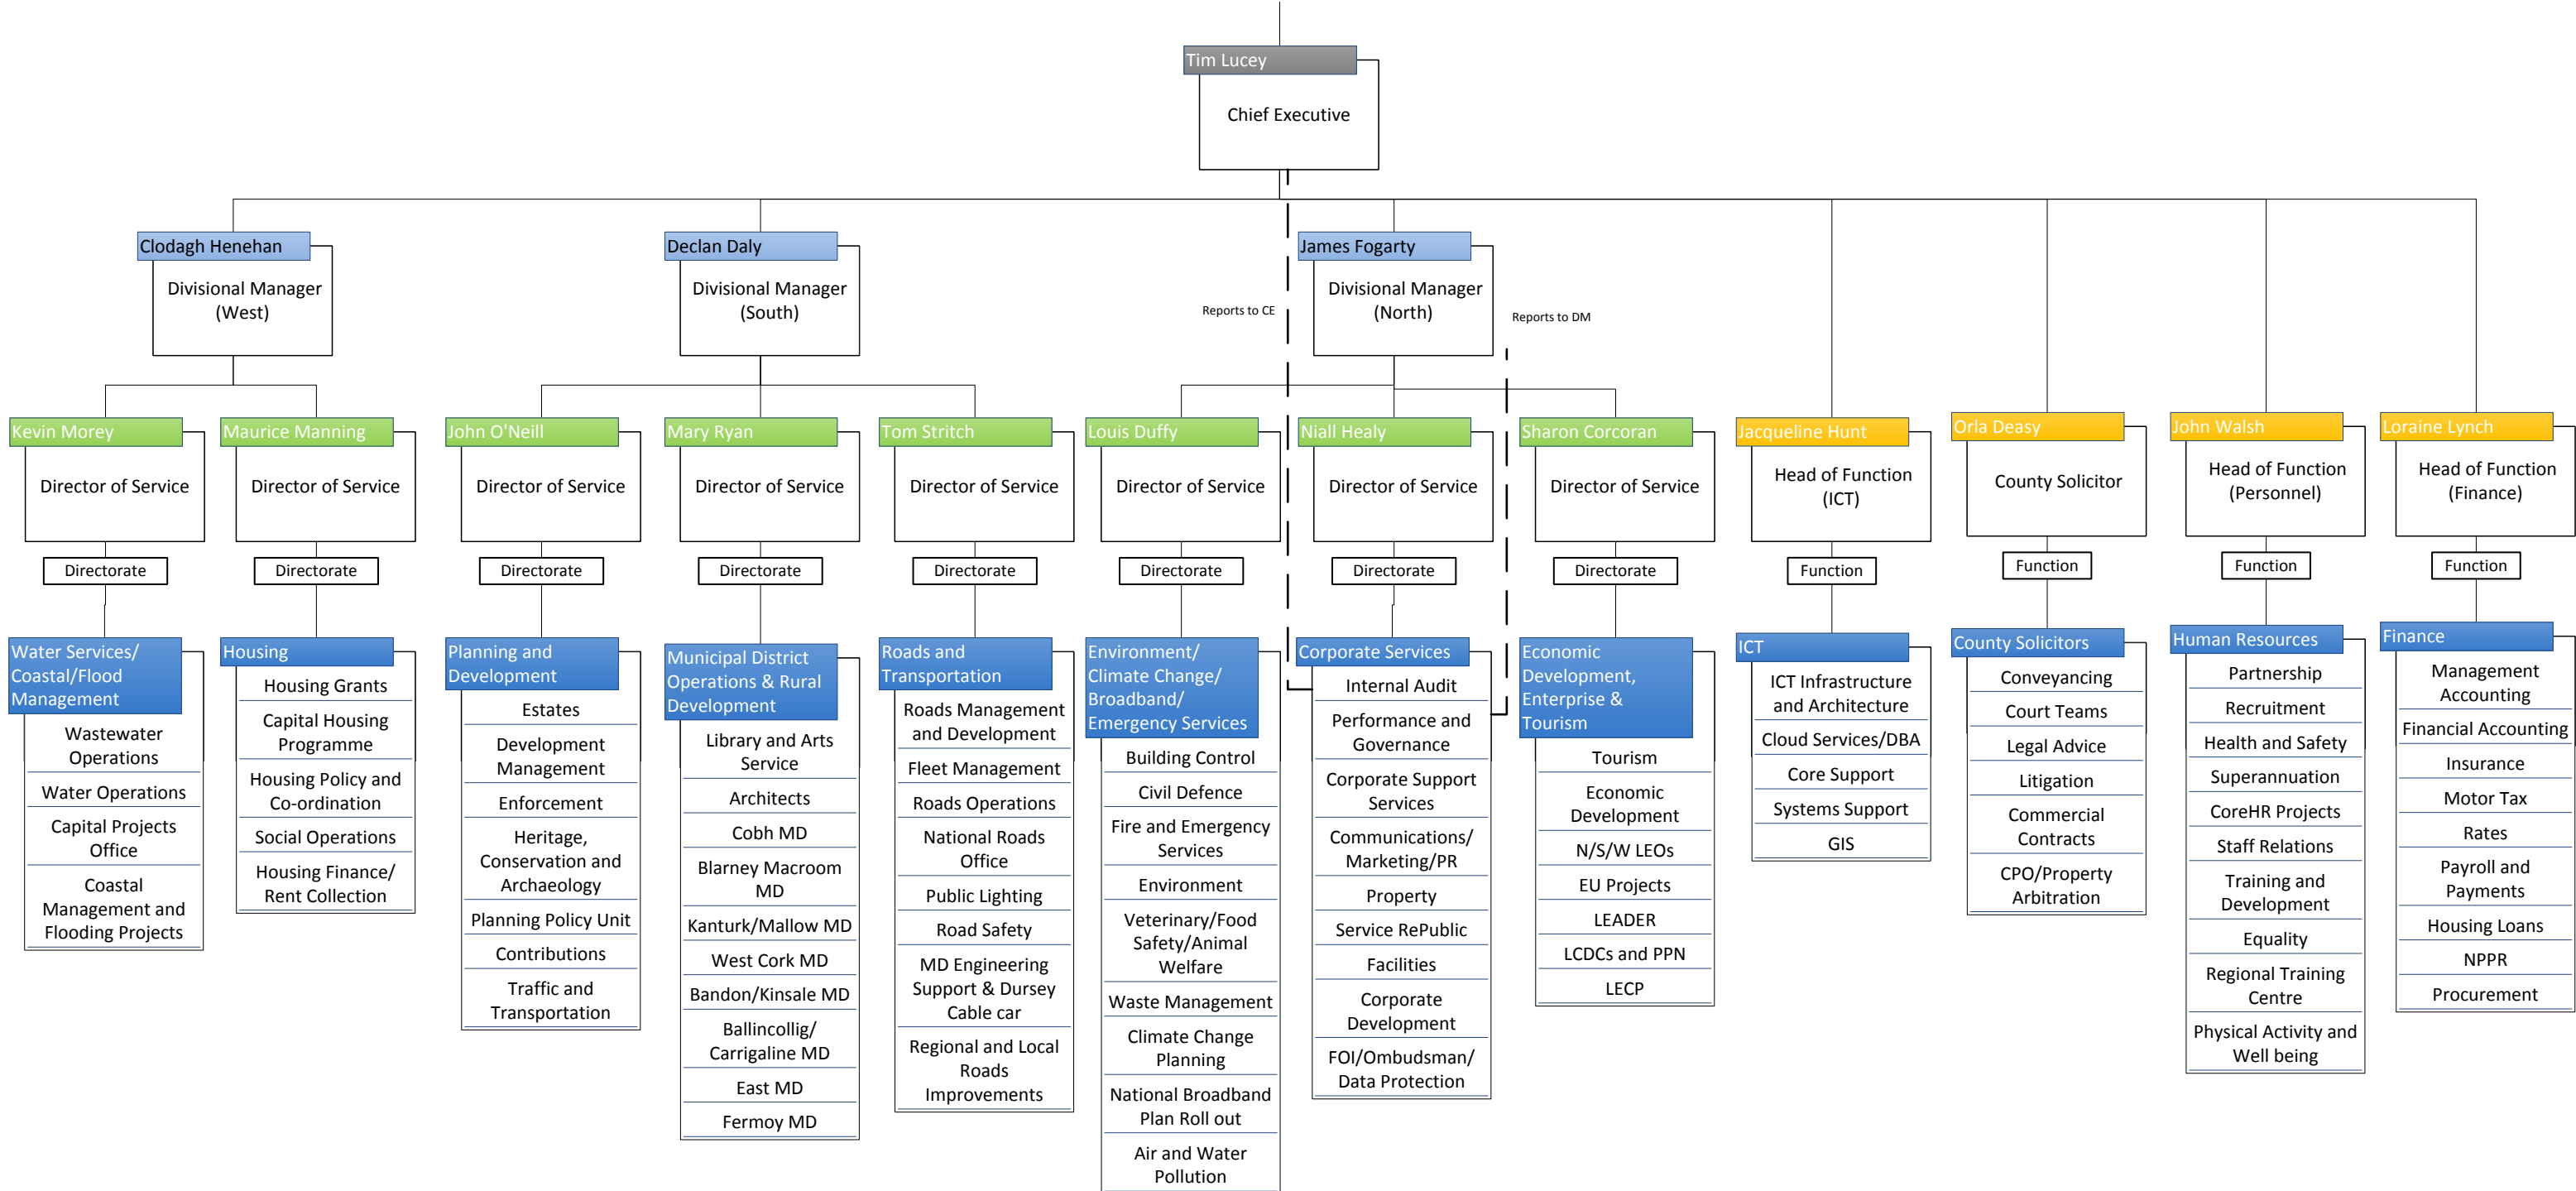 Tim Lucey
Chief Executive
Clodagh Henehan
Divisional Manager
(West)
Declan Daly
Divisional Manager
(South)
James Fogarty
Divisional Manager
(North)
Reports to CE
Reports to DM
Kevin Morey
Director of Service
Directorate
Maurice Manning
Director of Service
Directorate
John O'Neill
Director of Service
Directorate
Mary Ryan
Director of Service
Directorate
Tom Stritch
Director of Service
Directorate
Louis Duffy
Director of Service
Directorate
Niall Healy
Director of Service
Directorate
Sharon Corcoran
Director of Service
Directorate
Jacqueline Hunt
Head of Function
(ICT)
Function
Orla Deasy
County Solicitor
Function
John Walsh
Head of Function
(Personnel)
Function
Loraine Lynch
Head of Function
(Finance)
Function
Water Services/
Coastal/Flood
Management
Wastewater
Operations
Water Operations
Capital Projects
Office
Coastal
Management and
Flooding Projects
Housing
Housing Grants
Capital Housing
Programme
Housing Policy and
Co-ordination
Social Operations
Housing Finance/
Rent Collection
Planning and
Development
Estates
Development
Management
Enforcement
Heritage,
Conservation and
Archaeology
Planning Policy Unit
Contributions
Traffic and
Transportation
Municipal District
Operations & Rural
Development
Library and Arts
Service
Architects
Cobh MD
Blarney Macroom
MD
Kanturk/Mallow MD
West Cork MD
Bandon/Kinsale MD
Ballincollig/
Carrigaline MD
East MD
Fermoy MD
Roads and
Transportation
Roads Management
and Development
Fleet Management
Roads Operations
National Roads
Office
Public Lighting
Road Safety
MD Engineering
Support & Dursey
Cable car
Regional and Local
Roads
Improvements
Environment/
Climate Change/
Broadband/
Emergency Services
Building Control
Civil Defence
Fire and Emergency
Services
Environment
Veterinary/Food
Safety/Animal
Welfare
Waste Management
Climate Change
Planning
National Broadband
Plan Roll out
Air and Water
Pollution
Corporate Services
Internal Audit
Performance and
Governance
Corporate Support
Services
Communications/
Marketing/PR
Property
Service RePublic
Facilities
Corporate
Development
FOI/Ombudsman/
Data Protection
Economic
Development,
Enterprise &
Tourism
Tourism
Economic
Development
N/S/W LEOs
EU Projects
LEADER
LCDCs and PPN
LECP
ICT
ICT Infrastructure
and Architecture
Cloud Services/DBA
Core Support
Systems Support
GIS
County Solicitors
Conveyancing
Court Teams
Legal Advice
Litigation
Commercial
Contracts
CPO/Property
Arbitration
Human Resources
Partnership
Recruitment
Health and Safety
Superannuation
CoreHR Projects
Staff Relations
Training and
Development
Equality
Regional Training
Centre
Physical Activity and
Well being
Finance
Management
Accounting
Financial Accounting
Insurance
Motor Tax
Rates
Payroll and
Payments
Housing Loans
NPPR
Procurement